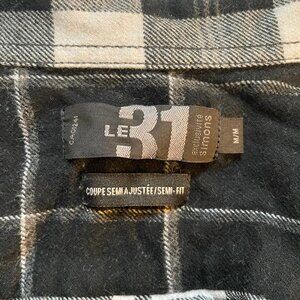 LE 31
simons
M/M
COUPE SEMI AJUSTÉE/SEMI-FIT